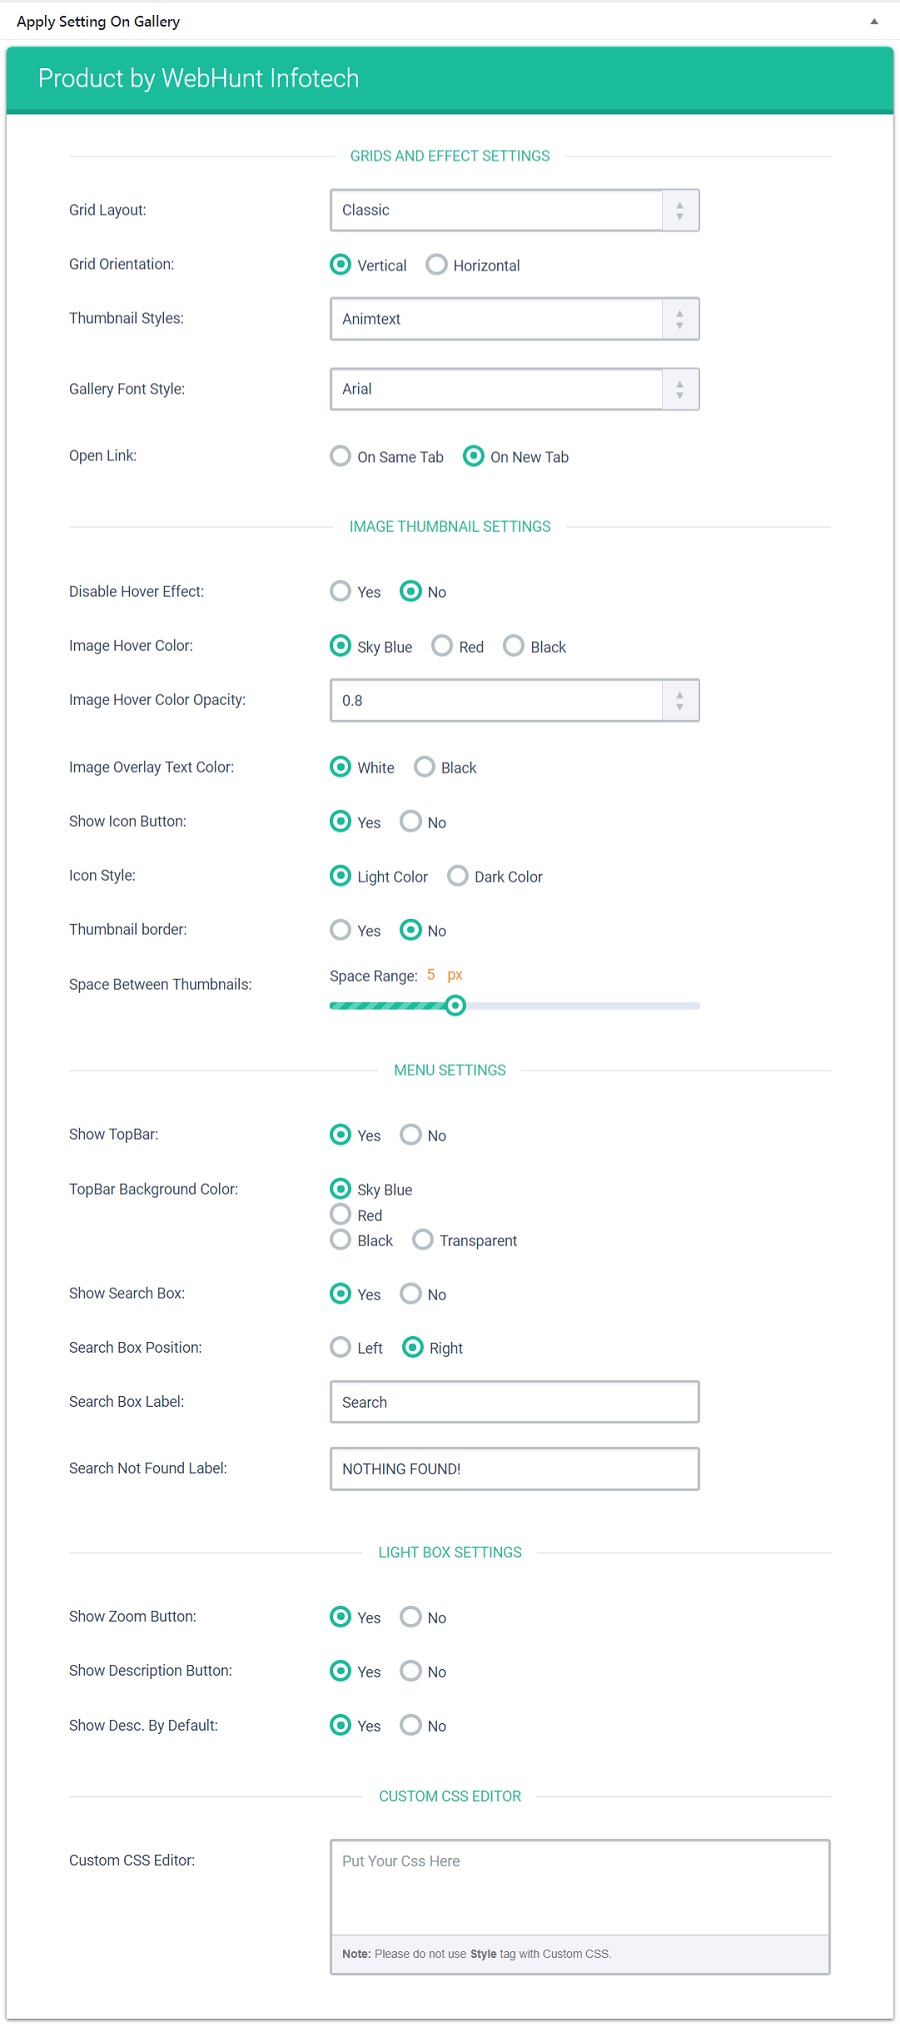 Apply Setting On Gallery
Product by WebHunt Infotech
GRIDS AND EFFECT SETTINGS
Grid Layout: Classic
Grid Orientation: Vertical Horizontal
Thumbnail Styles: Animtext
Gallery Font Style: Arial
Open Link: On Same Tab On New Tab
IMAGE THUMBNAIL SETTINGS
Disable Hover Effect: Yes No
Image Hover Color: Sky Blue Red Black
Image Hover Color Opacity: 0.8
Image Overlay Text Color: White Black
Show Icon Button: Yes No
Icon Style: Light Color Dark Color
Thumbnail border: Yes No
Space Between Thumbnails: Space Range: 5 px
MENU SETTINGS
Show TopBar: Yes No
TopBar Background Color: Sky Blue
Red
Black Transparent
Show Search Box: Yes No
Search Box Position: Left Right
Search Box Label: Search
Search Not Found Label: NOTHING FOUND!
LIGHT BOX SETTINGS
Show Zoom Button: Yes No
Show Description Button: Yes No
Show Desc. By Default: Yes No
CUSTOM CSS EDITOR
Custom CSS Editor: Put Your Css Here
Note: Please do not use Style tag with Custom CSS.